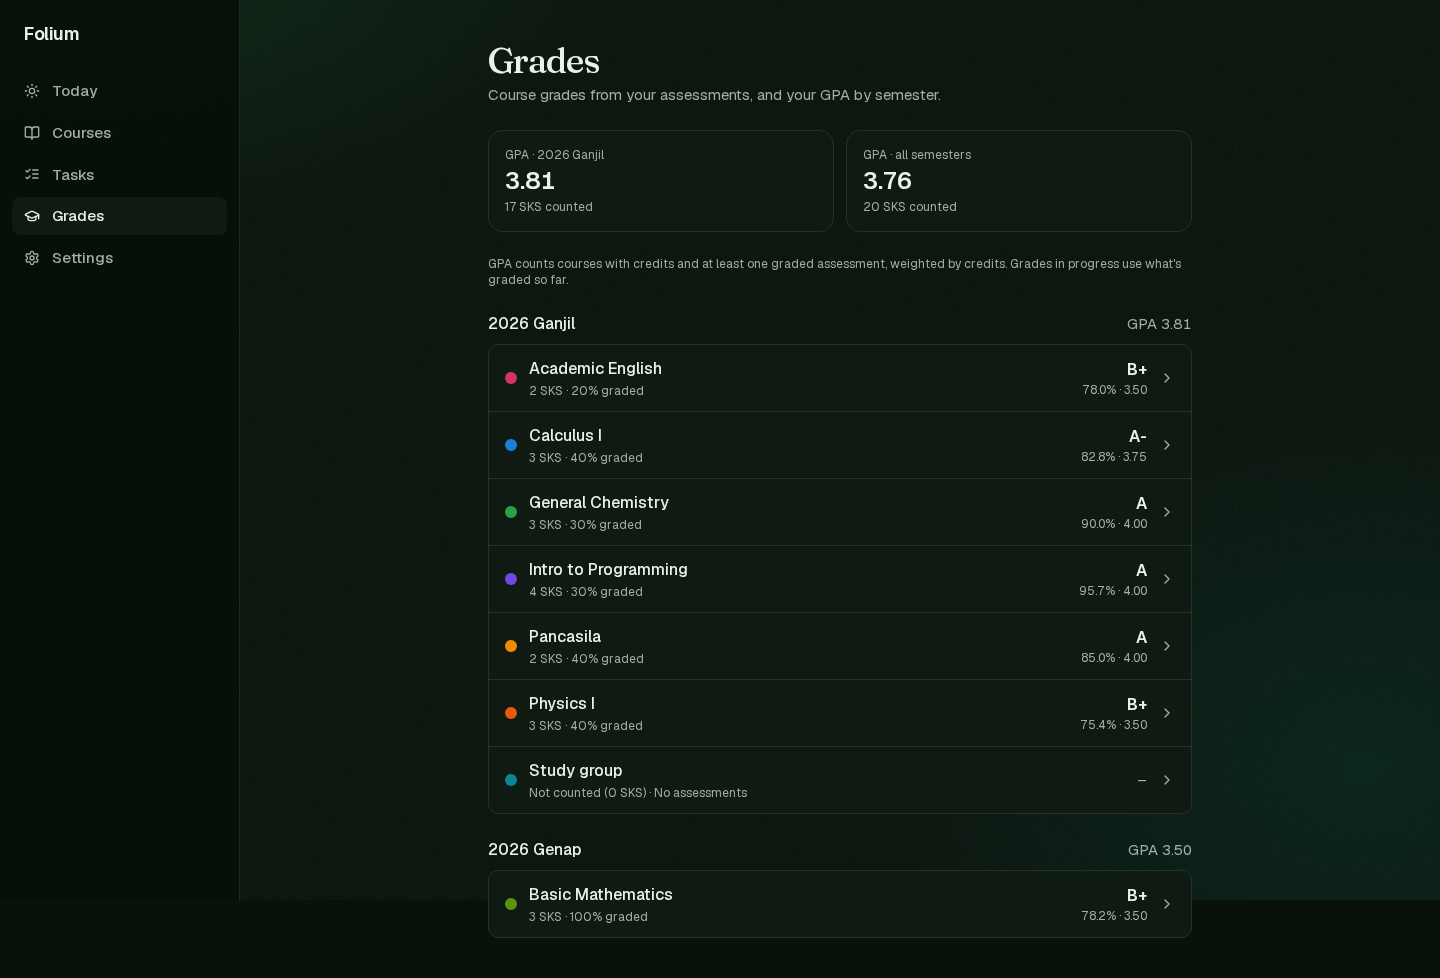 Folium
Today
Courses
Tasks
Grades
Settings
Grades
Course grades from your assessments, and your GPA by semester.
GPA · 2026 Ganjil
3.81
17 SKS counted
GPA · all semesters
3.76
20 SKS counted
GPA counts courses with credits and at least one graded assessment, weighted by credits. Grades in progress use what's
graded so far.
2026 Ganjil
GPA 3.81
Academic English
2 SKS · 20% graded
B+
78.0% · 3.50
Calculus I
3 SKS · 40% graded
A-
82.8% · 3.75
General Chemistry
3 SKS · 30% graded
A
90.0% · 4.00
Intro to Programming
4 SKS · 30% graded
A
95.7% · 4.00
Pancasila
2 SKS · 40% graded
A
85.0% · 4.00
Physics I
3 SKS · 40% graded
B+
75.4% · 3.50
Study group
Not counted (0 SKS) · No assessments
–
2026 Genap
GPA 3.50
Basic Mathematics
3 SKS · 100% graded
B+
78.2% · 3.50